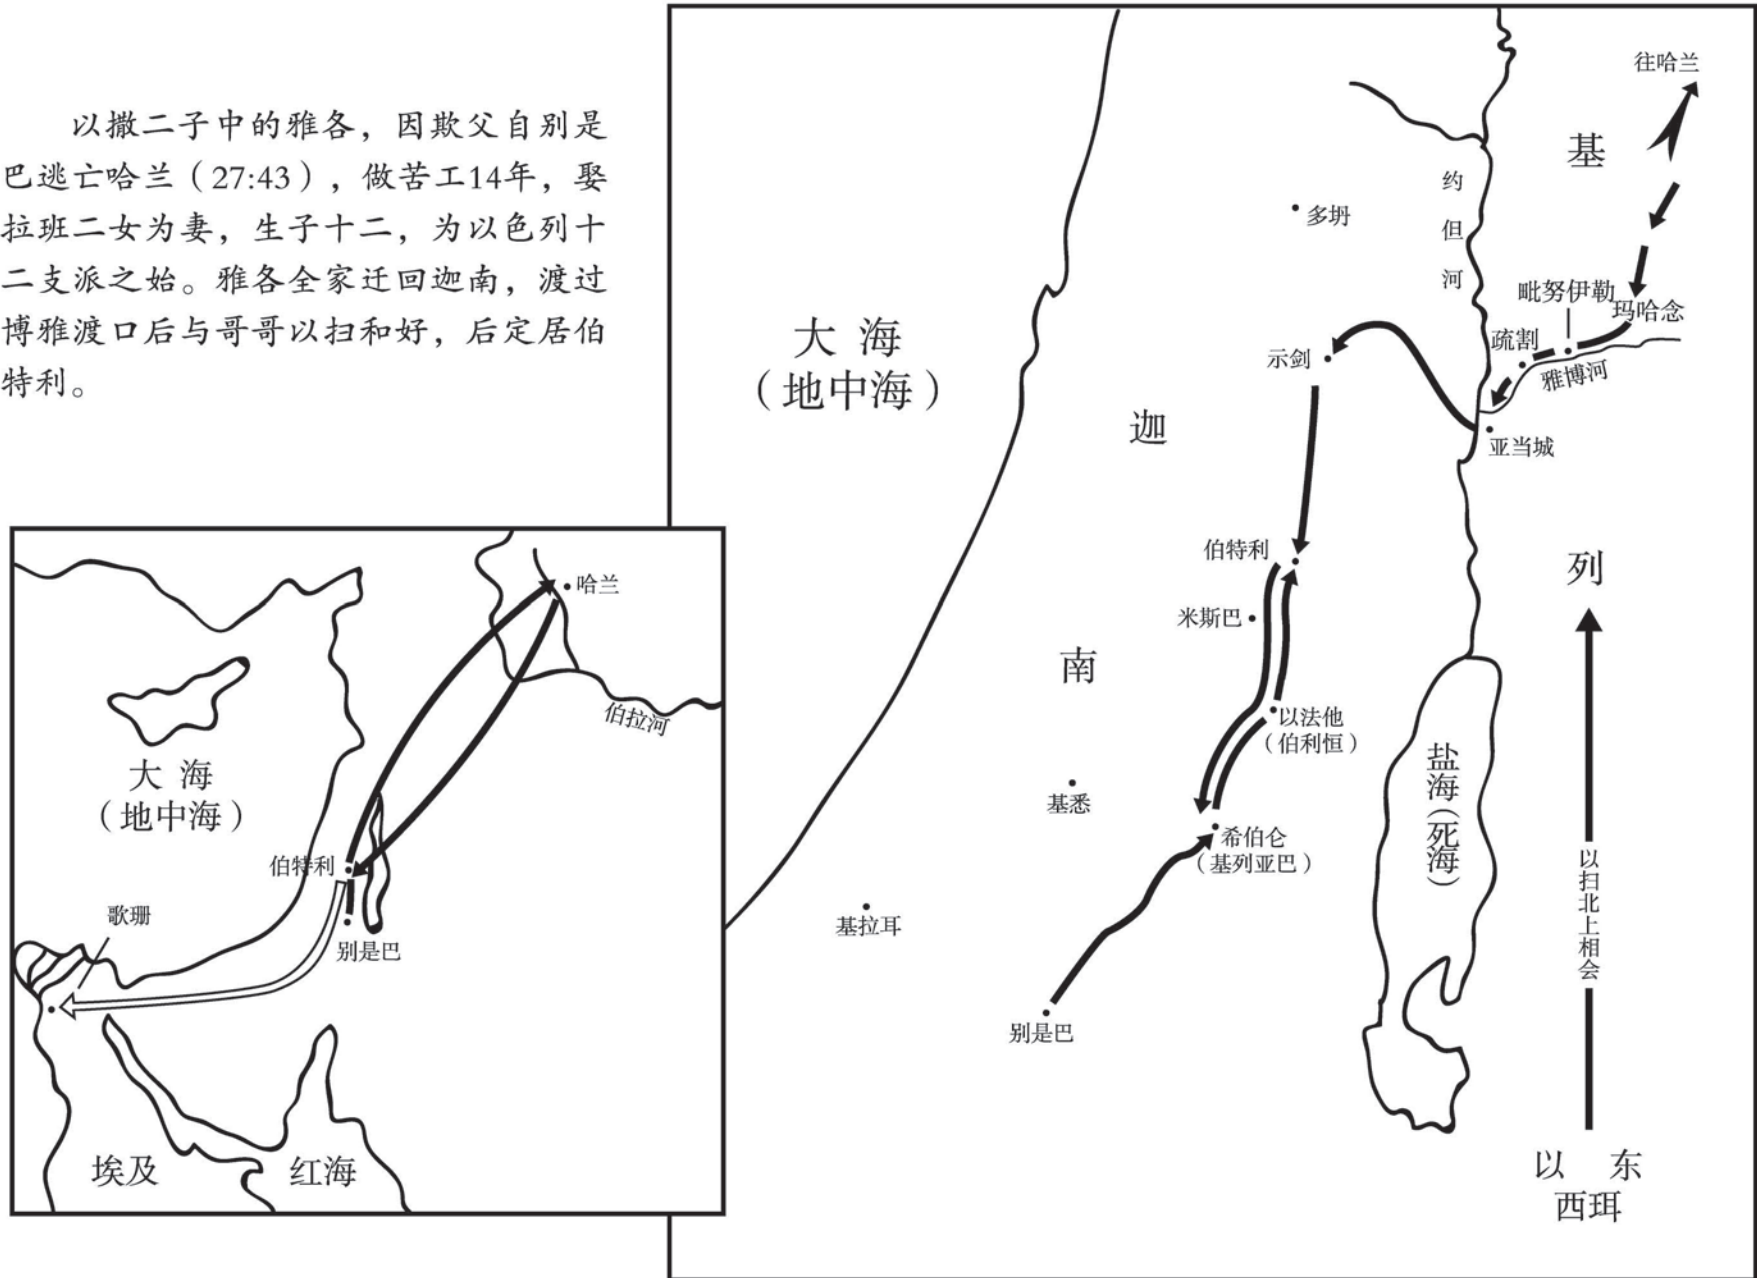 以撒二子中的雅各，因欺父自别是
巴逃亡哈兰（27:43），做苦工14年，娶
拉班二女为妻，生子十二，为以色列十
二支派之始。雅各全家迁回迦南，渡过
博雅渡口后与哥哥以扫和好，后定居伯
特利。
往哈兰
基
约但河
多坍
毗努伊勒
玛哈念
疏割
雅博河
示剑
亚当城
大海
（地中海）
迦
伯特利
列
米斯巴
南
以法他
（伯利恒）
盐海（死海）
基悉
希伯仑
（基列亚巴）
以扫北上相会
基拉耳
别是巴
以东
西珥
哈兰
伯拉河
大海
（地中海）
伯特利
歌珊
别是巴
埃及
红海